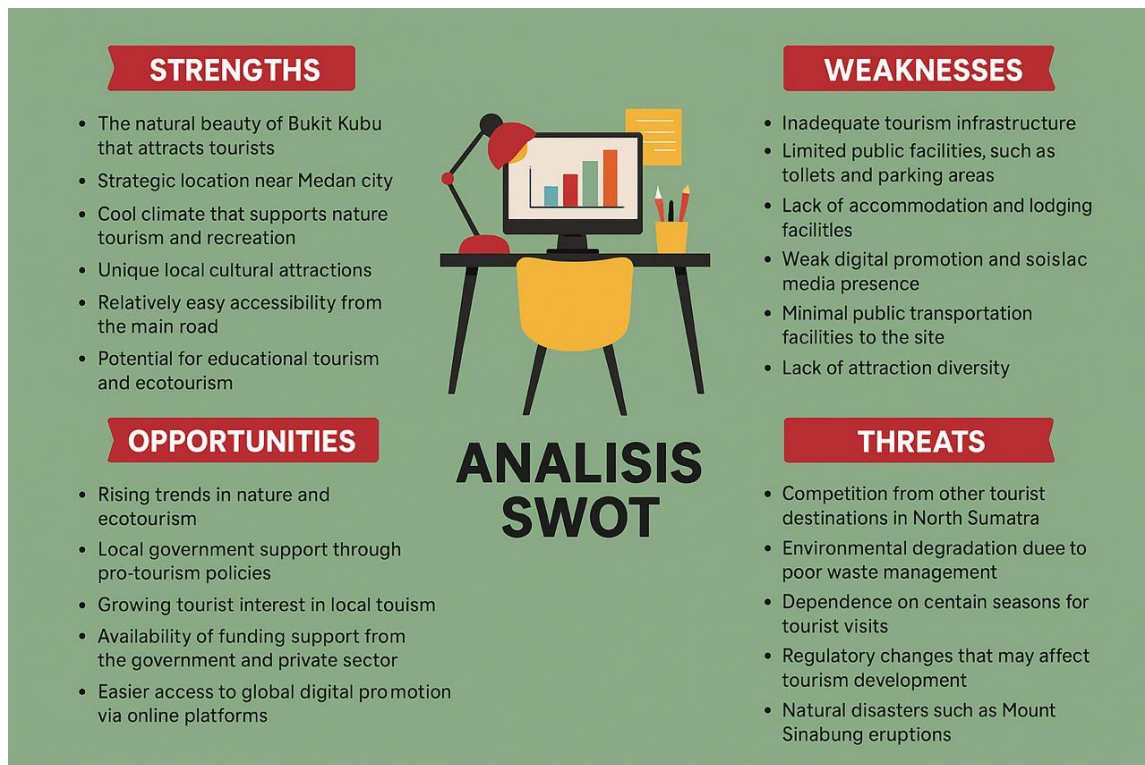 STRENGTHS
• The natural beauty of Bukit Kubu
that attracts tourists
• Strategic location near Medan city
• Cool climate that supports nature
tourism and recreation
• Unique local cultural attractions
• Relatively easy accessibility from
the main road
• Potential for educational tourism
and ecotourism
WEAKNESSES
• Inadequate tourism infrastructure
• Limited public facilities, such as
tollets and parking areas
• Lack of accommodation and lodging
facilitles
• Weak digital promotion and soislac
media presence
• Minimal public transportation
facilities to the site
• Lack of attraction diversity
ANALISIS
SWOT
OPPORTUNITIES
• Rising trends in nature and
ecotourism
• Local government support through
pro-tourism policies
• Growing tourist interest in local touism
• Availability of funding support from
the government and private sector
• Easier access to global digital promotion
via online platforms
THREATS
• Competition from other tourist
destinations in North Sumatra
• Environmental degradation duee to
poor waste management
• Dependence on centain seasons for
tourist visits
• Regulatory changes that may affect
tourism development
• Natural disasters such as Mount
Sinabung eruptions